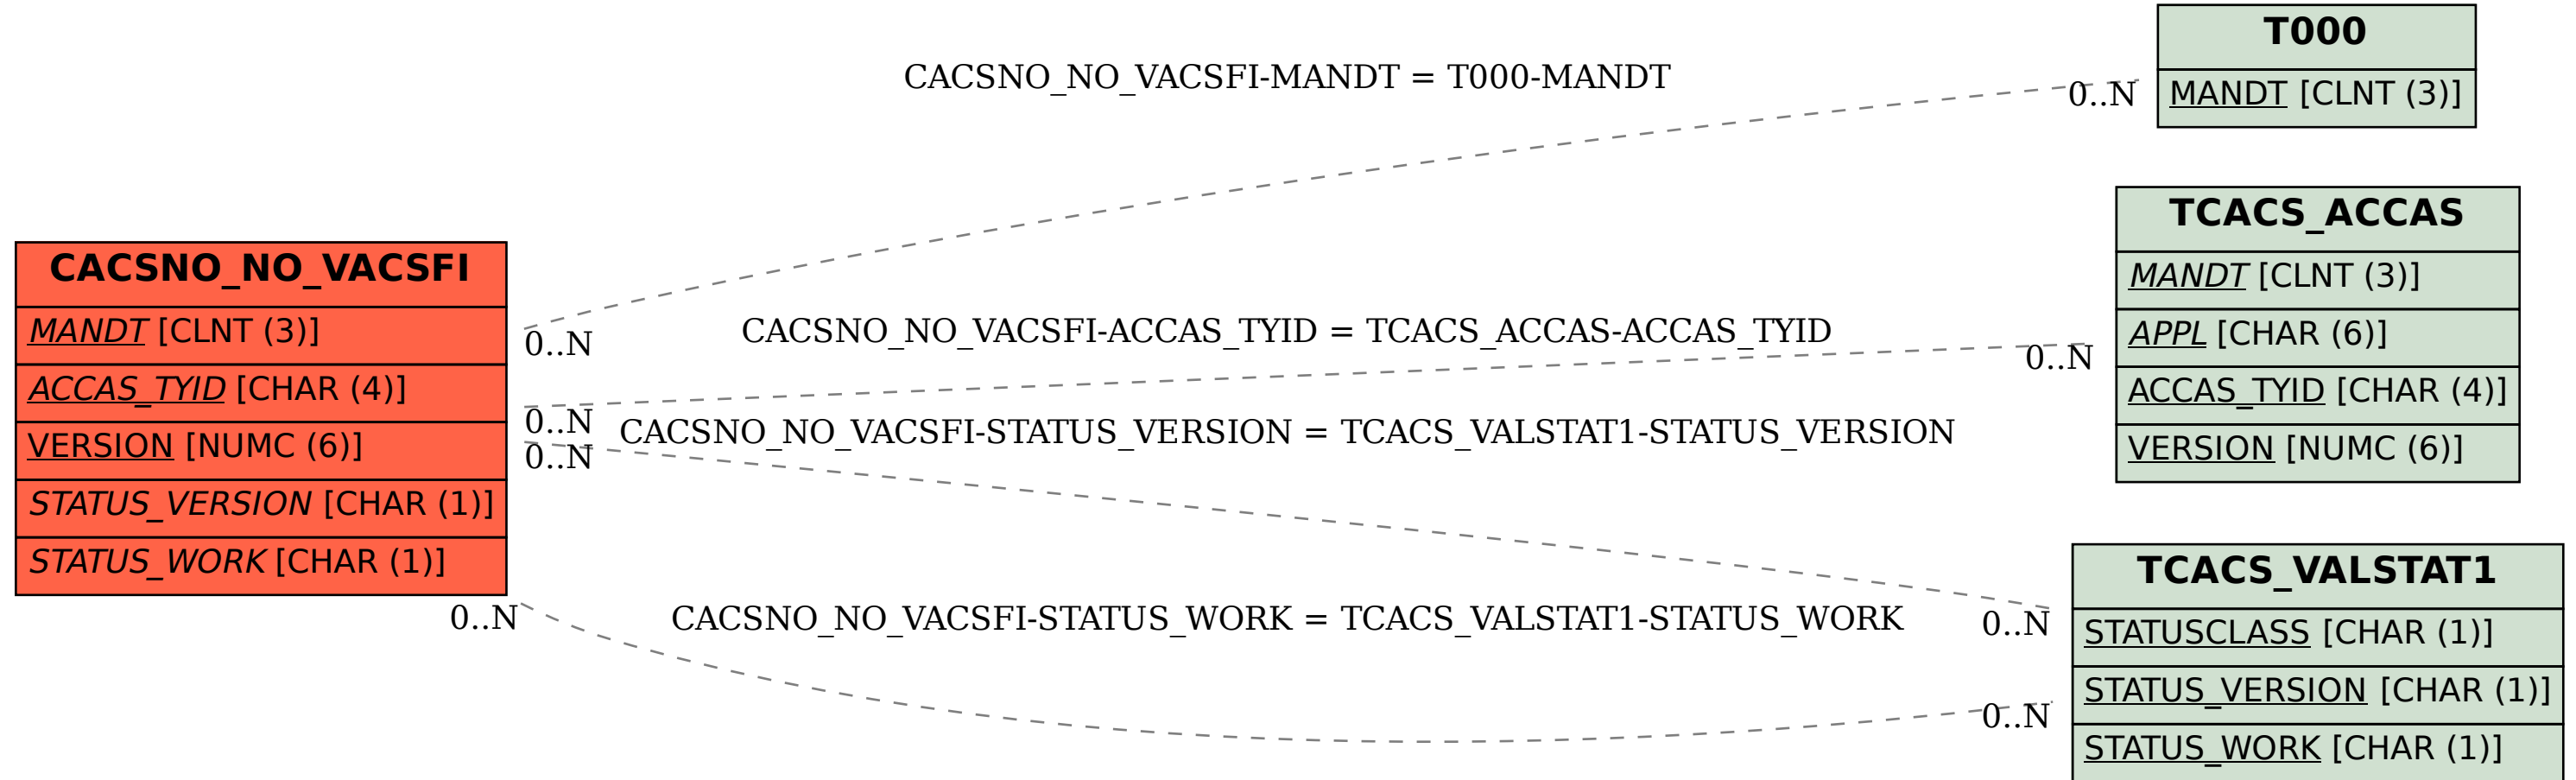 T000
MANDT [CLNT (3)]
CACSNO_NO_VACSFI-MANDT = T000-MANDT
0..N
0..N
TCACS_ACCAS
MANDT [CLNT (3)]
APPL [CHAR (6)]
ACCAS_TYID [CHAR (4)]
VERSION [NUMC (6)]
CACSNO_NO_VACSFI
MANDT [CLNT (3)]
ACCAS_TYID [CHAR (4)]
VERSION [NUMC (6)]
STATUS_VERSION [CHAR (1)]
STATUS_WORK [CHAR (1)]
CACSNO_NO_VACSFI-ACCAS_TYID = TCACS_ACCAS-ACCAS_TYID
0..N
0..N
CACSNO_NO_VACSFI-STATUS_VERSION = TCACS_VALSTAT1-STATUS_VERSION
0..N
0..N
CACSNO_NO_VACSFI-STATUS_WORK = TCACS_VALSTAT1-STATUS_WORK
0..N
0..N
TCACS_VALSTAT1
STATUSCLASS [CHAR (1)]
STATUS_VERSION [CHAR (1)]
STATUS_WORK [CHAR (1)]